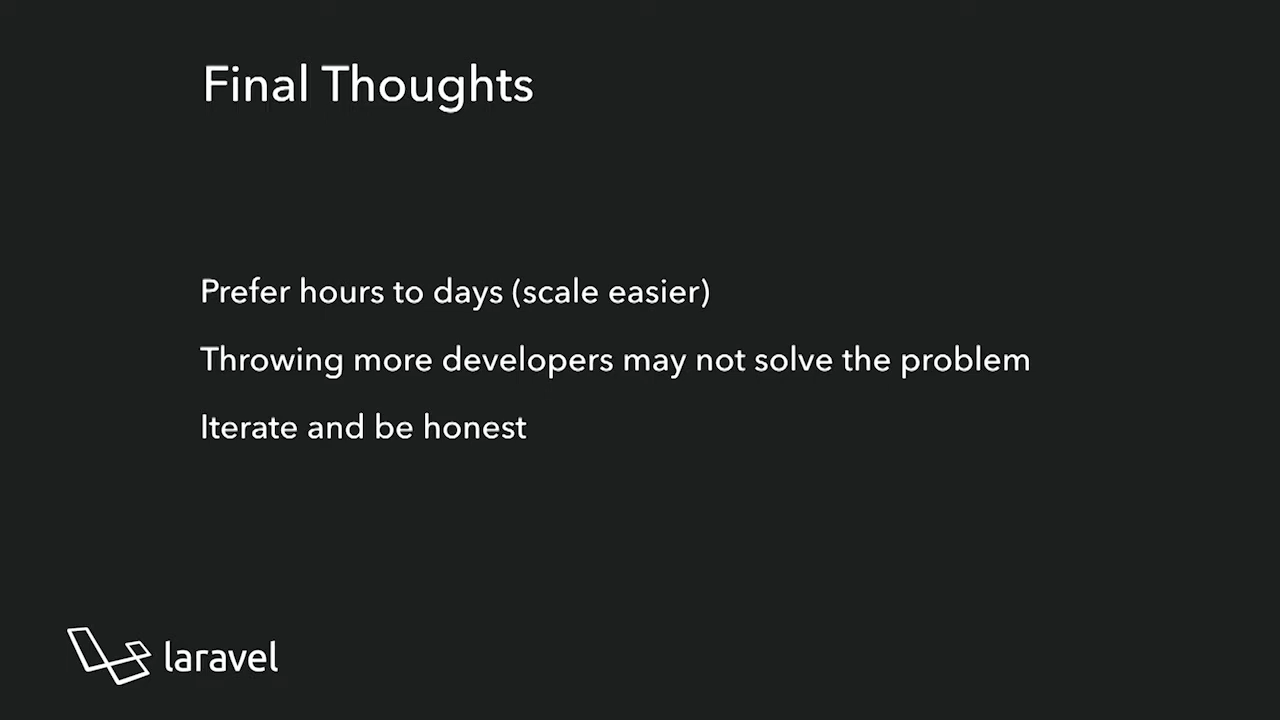 Final Thoughts
Prefer hours to days (scale easier)
Throwing more developers may not solve the problem
Iterate and be honest
laravel